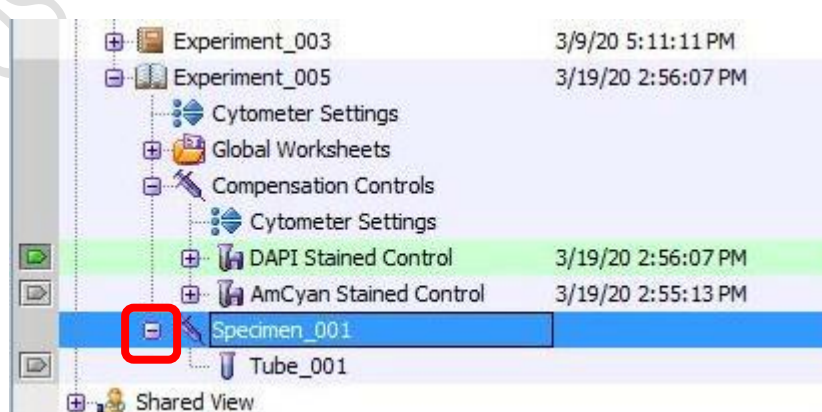 Experiment_003 3/9/20 5:11:11 PM
Experiment_005 3/19/20 2:56:07 PM
Cytometer Settings
Global Worksheets
Compensation Controls
Cytometer Settings
DAPI Stained Control 3/19/20 2:56:07 PM
AmCyan Stained Control 3/19/20 2:55:13 PM
Specimen_001
Tube_001
Shared View